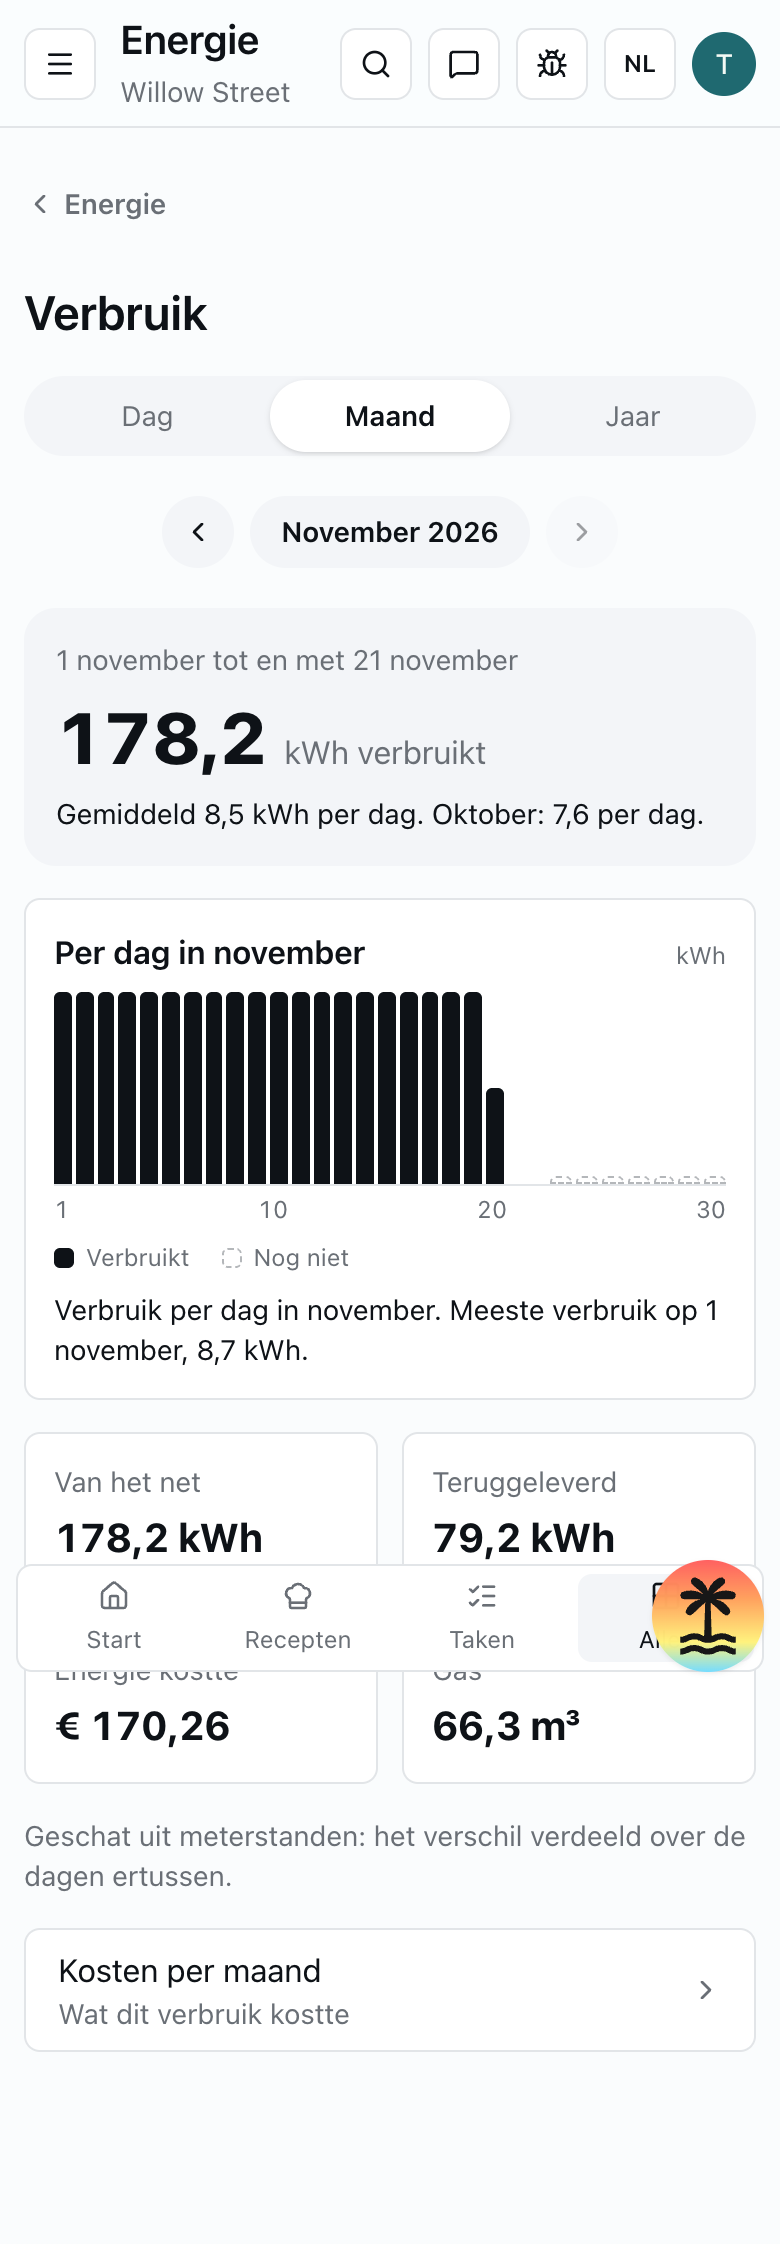 Energie
Willow Street
NL
T
Energie
Verbruik
Dag
Maand
Jaar
November 2026
1 november tot en met 21 november
178,2 kWh verbruikt
Gemiddeld 8,5 kWh per dag. Oktober: 7,6 per dag.
Per dag in november
kWh
1
10
20
30
Verbruikt
Nog niet
Verbruik per dag in november. Meeste verbruik op 1
november, 8,7 kWh.
Van het net
178,2 kWh
Teruggeleverd
79,2 kWh
Start
Recepten
Taken
Energie kostte
€ 170,26
Gas
66,3 m³
Geschat uit meterstanden: het verschil verdeeld over de
dagen ertussen.
Kosten per maand
Wat dit verbruik kostte